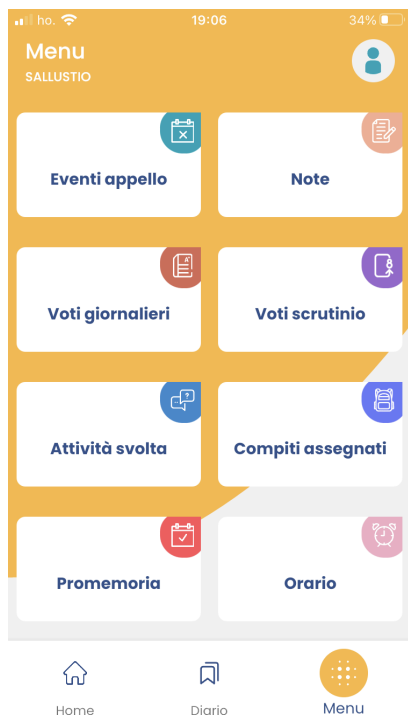 ho. 19:06 34%
Menu
SALLUSTIO
Eventi appello Note
Voti giornalieri Voti scrutinio
Attività svolta Compiti assegnati
Promemoria Orario
Home Diario Menu